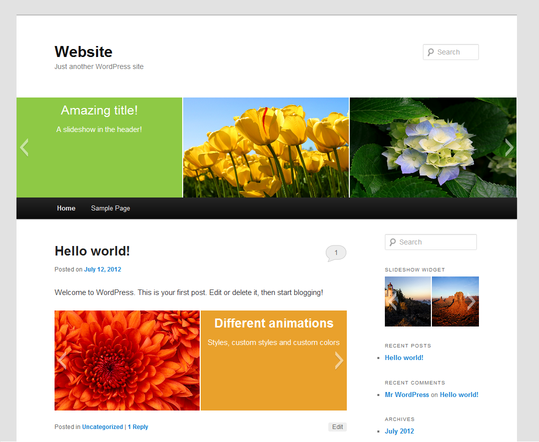 Website
Just another WordPress site
Search
Amazing title!
A slideshow in the header!
Home Sample Page
Hello world!
1
Posted on July 12, 2012
Welcome to WordPress. This is your first post. Edit or delete it, then start blogging!
Different animations
Styles, custom styles and custom colors
Posted in Uncategorized | 1 Reply
Edit
Search
SLIDESHOW WIDGET
RECENT POSTS
Hello world!
RECENT COMMENTS
Mr WordPress on Hello world!
ARCHIVES
July 2012